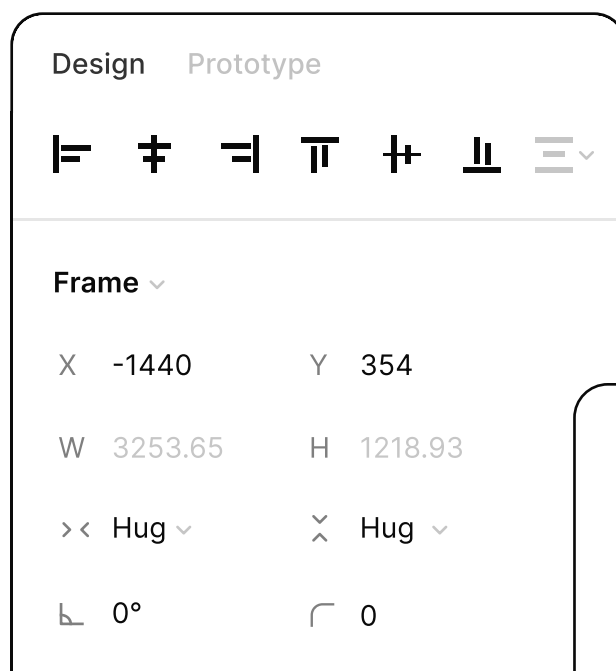 Design Prototype
Frame
X -1440 Y 354
W 3253.65 H 1218.93
Hug Hug
0° 0